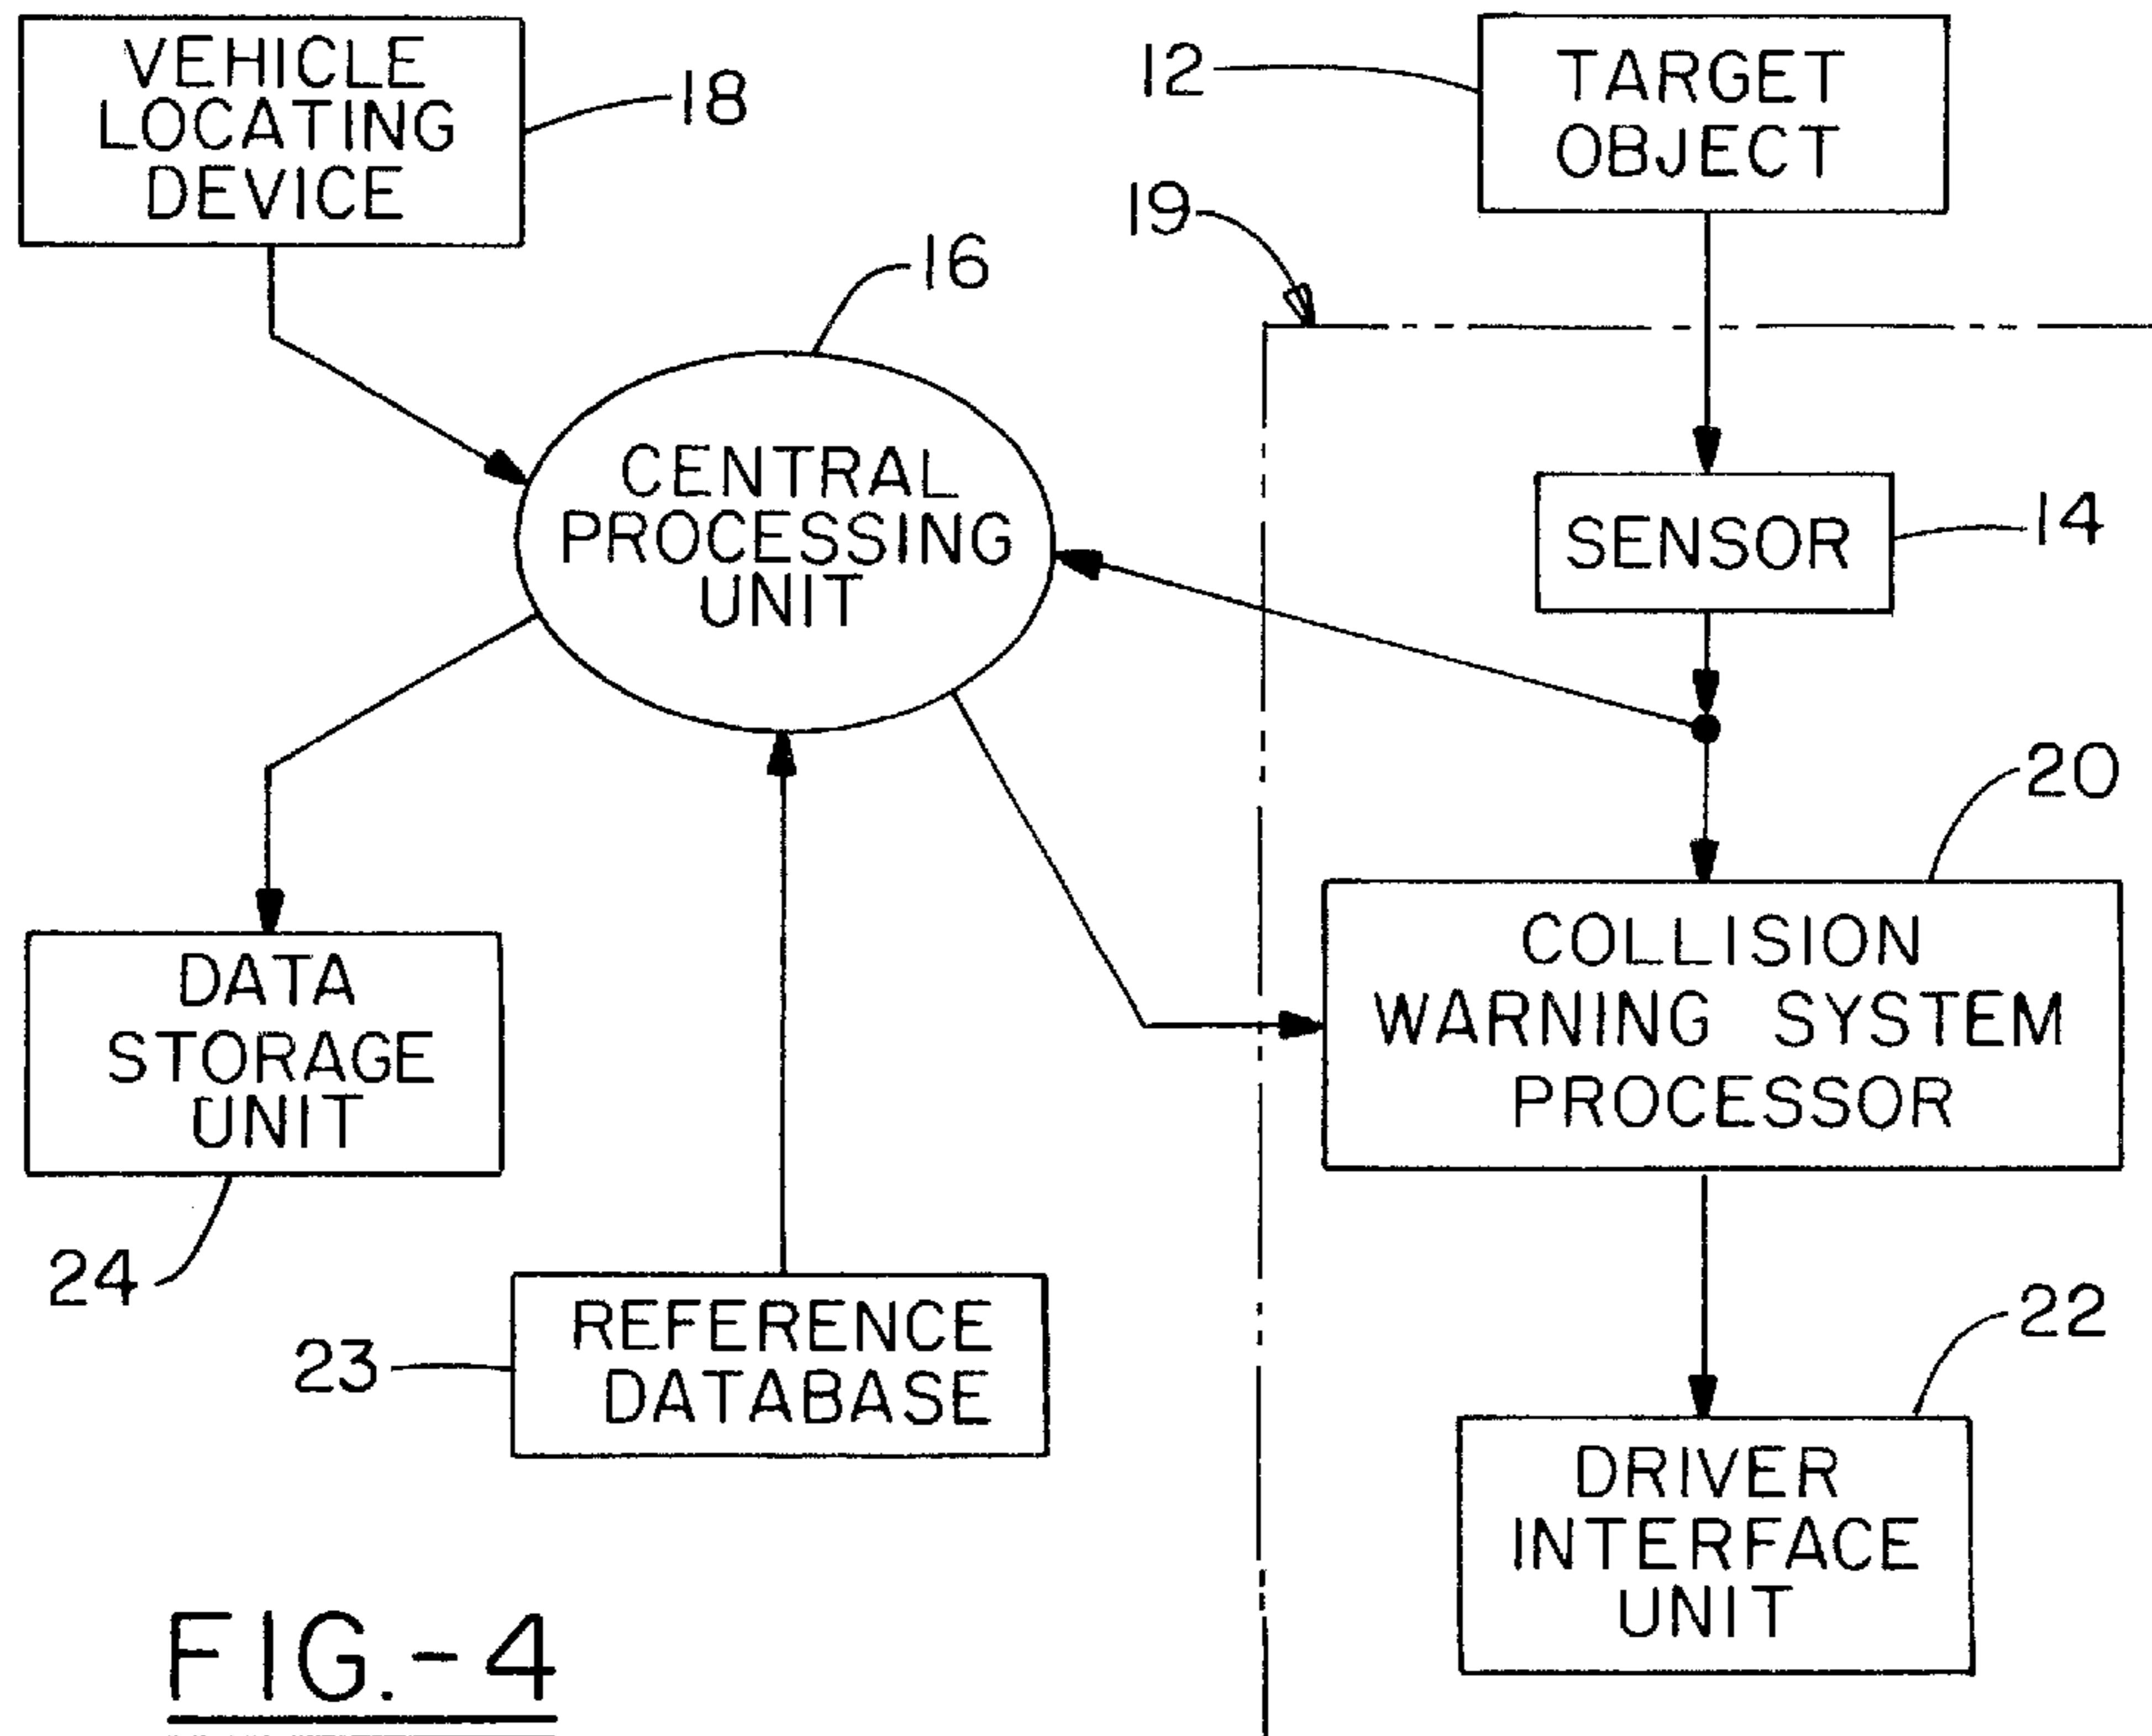 VEHICLE
LOCATING
DEVICE
18
12
TARGET
OBJECT
19
16
CENTRAL
PROCESSING
UNIT
SENSOR
14
20
COLLISION
WARNING SYSTEM
PROCESSOR
DATA
STORAGE
UNIT
24
23
REFERENCE
DATABASE
22
DRIVER
INTERFACE
UNIT
FIG.-4